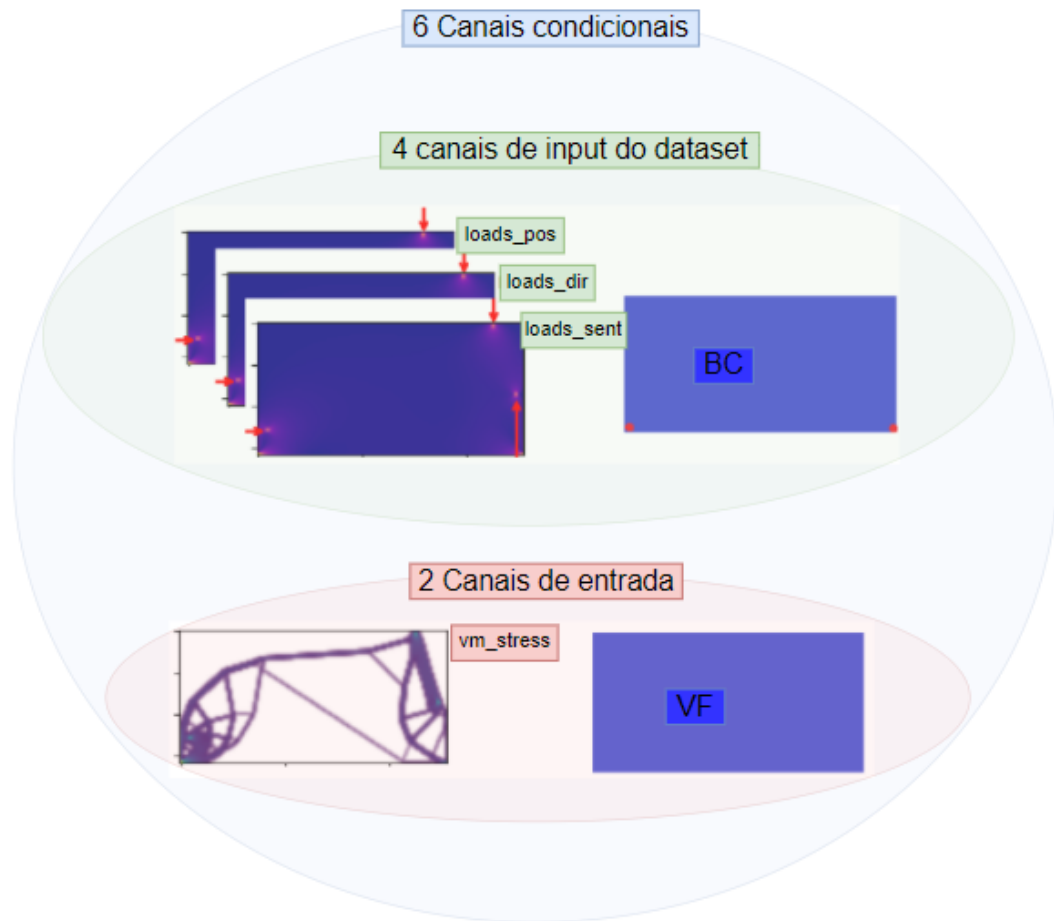 6 Canais condicionais
4 canais de input do dataset
loads_pos
loads_dir
loads_sent
BC
2 Canais de entrada
vm_stress
VF